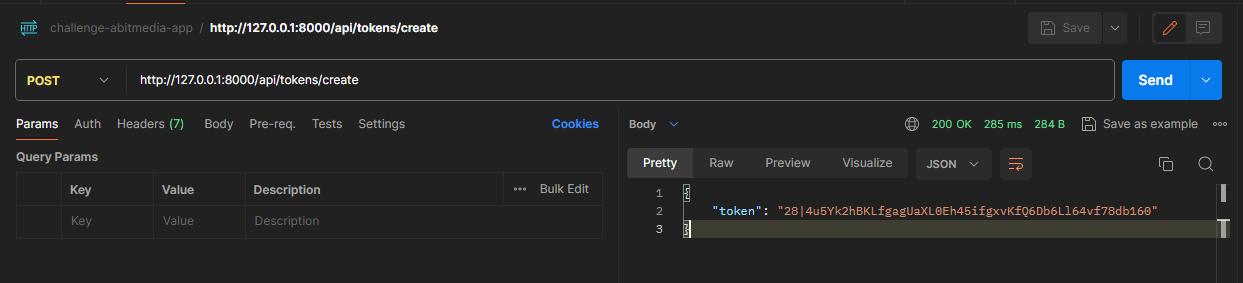 HTTP challenge-abitmedia-app / http://127.0.0.1:8000/api/tokens/create Save
POST http://127.0.0.1:8000/api/tokens/create Send
Params Auth Headers (7) Body Pre-req. Tests Settings Cookies
Query Params
Key Value Description ••• Bulk Edit
Key Value Description
Body 200 OK 285 ms 284 B Save as example •••
Pretty Raw Preview Visualize JSON
1 {
2 "token": "28|4u5Yk2hBKLfgagUaXL0Eh45ifgxvKfQ6Db6Ll64vf78db160"
3 }